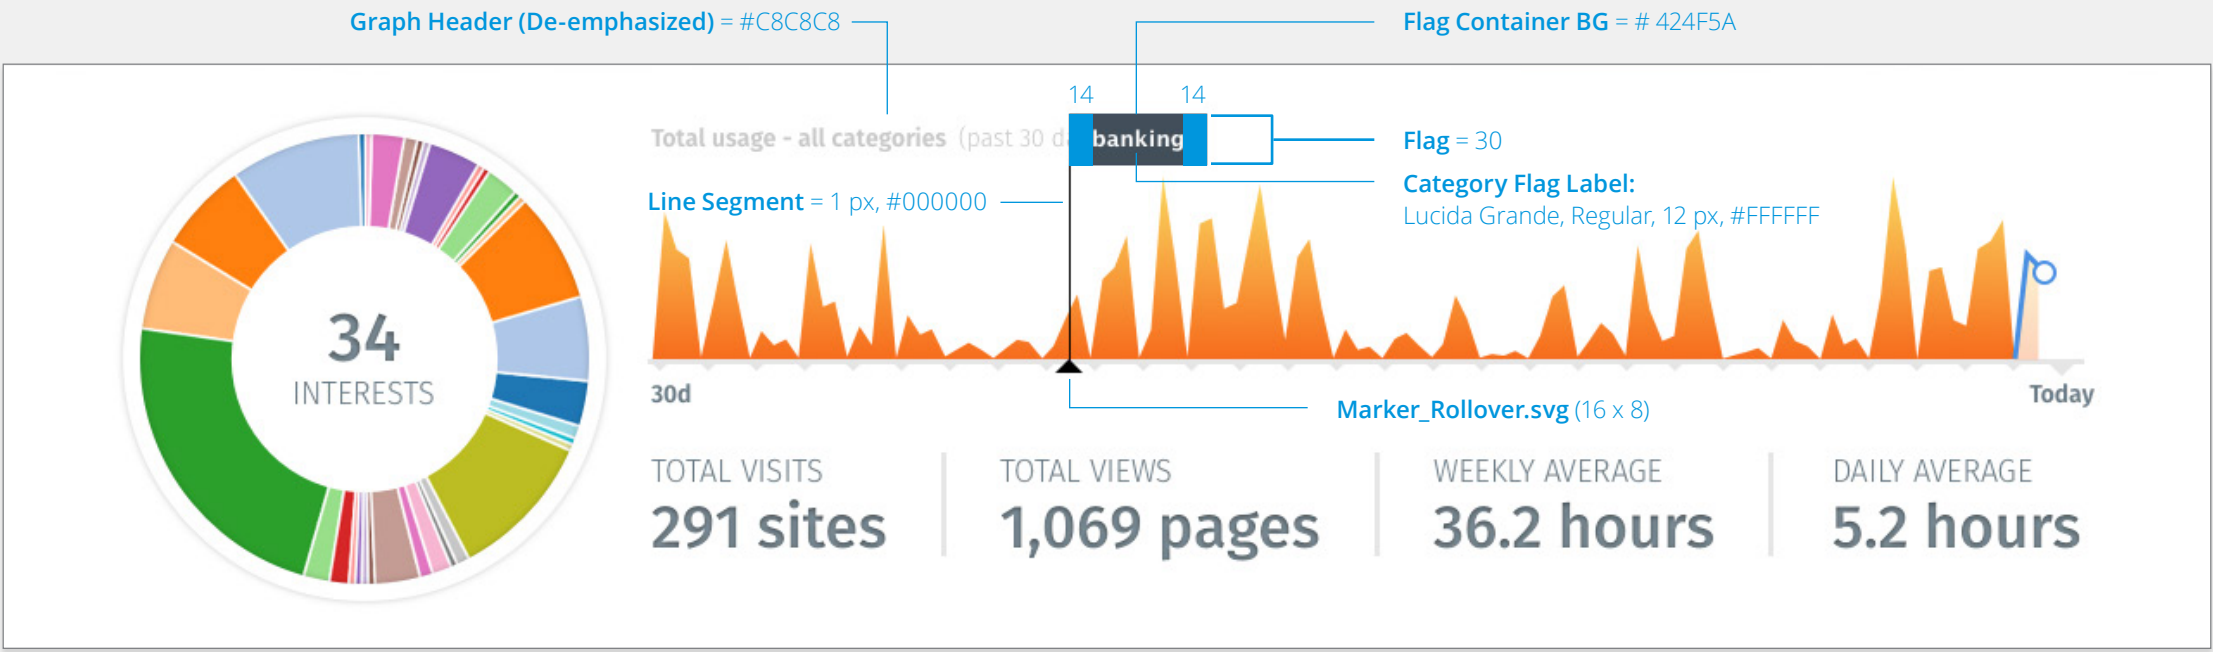 Graph Header (De-emphasized) = #C8C8C8
Flag Container BG = # 424F5A
14 14
Total usage - all categories (past 30 d
banking
Flag = 30
Category Flag Label:
Lucida Grande, Regular, 12 px, #FFFFFF
Line Segment = 1 px, #000000
34
INTERESTS
30d
Today
Marker_Rollover.svg (16 x 8)
TOTAL VISITS
291 sites
TOTAL VIEWS
1,069 pages
WEEKLY AVERAGE
36.2 hours
DAILY AVERAGE
5.2 hours